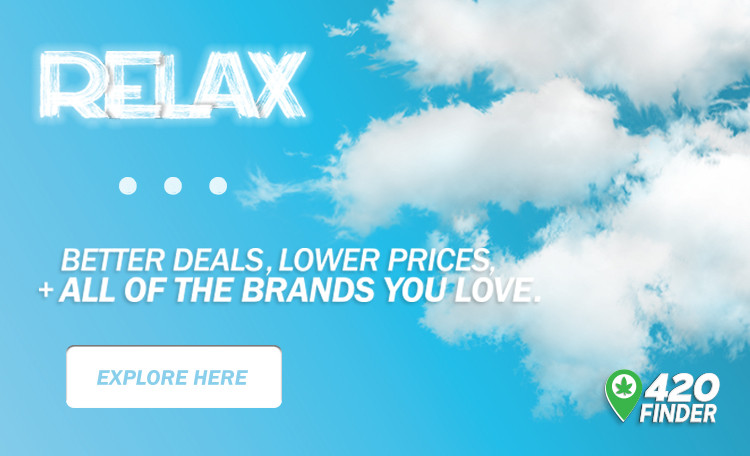 RELAX
BETTER DEALS, LOWER PRICES,
+ ALL OF THE BRANDS YOU LOVE.
EXPLORE HERE
420
FINDER